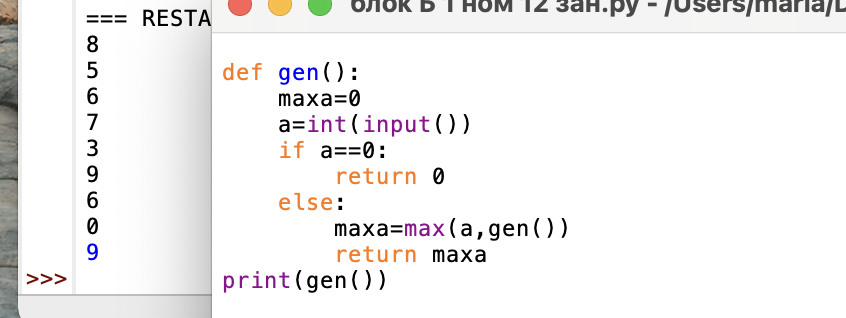 === RESTA
8
5
6
7
3
9
6
0
9
>>>
блок Б 1 ном 12 зан.py - /Users/maria/D
def gen():
    maxa=0
    a=int(input())
    if a==0:
        return 0
    else:
        maxa=max(a,gen())
        return maxa
print(gen())